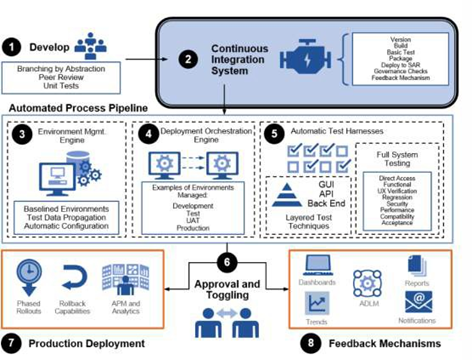 1 Develop
Branching by Abstraction
Peer Review
Unit Tests
2 Continuous
Integration
System
Version
Build
Basic Test
Package
Deploy to SAR
Governance Checks
Feedback Mechanism
Automated Process Pipeline
3 Environment Mgmt.
Engine
Baselined Environments
Test Data Propagation
Automatic Configuration
4 Deployment Orchestration
Engine
Examples of Environments
Managed:
Development
Test
UAT
Production
5 Automatic Test Harnesses
GUI
API
Back End
Layered Test
Techniques
Full System
Testing
Direct Access
Functional
UX Verification
Regression
Security
Performance
Compatibility
Acceptance
6
Approval and
Toggling
Phased
Rollouts
Rollback
Capabilities
APM and
Analytics
7 Production Deployment
Dashboards
Trends
ADLM
Reports
Notifications
8 Feedback Mechanisms